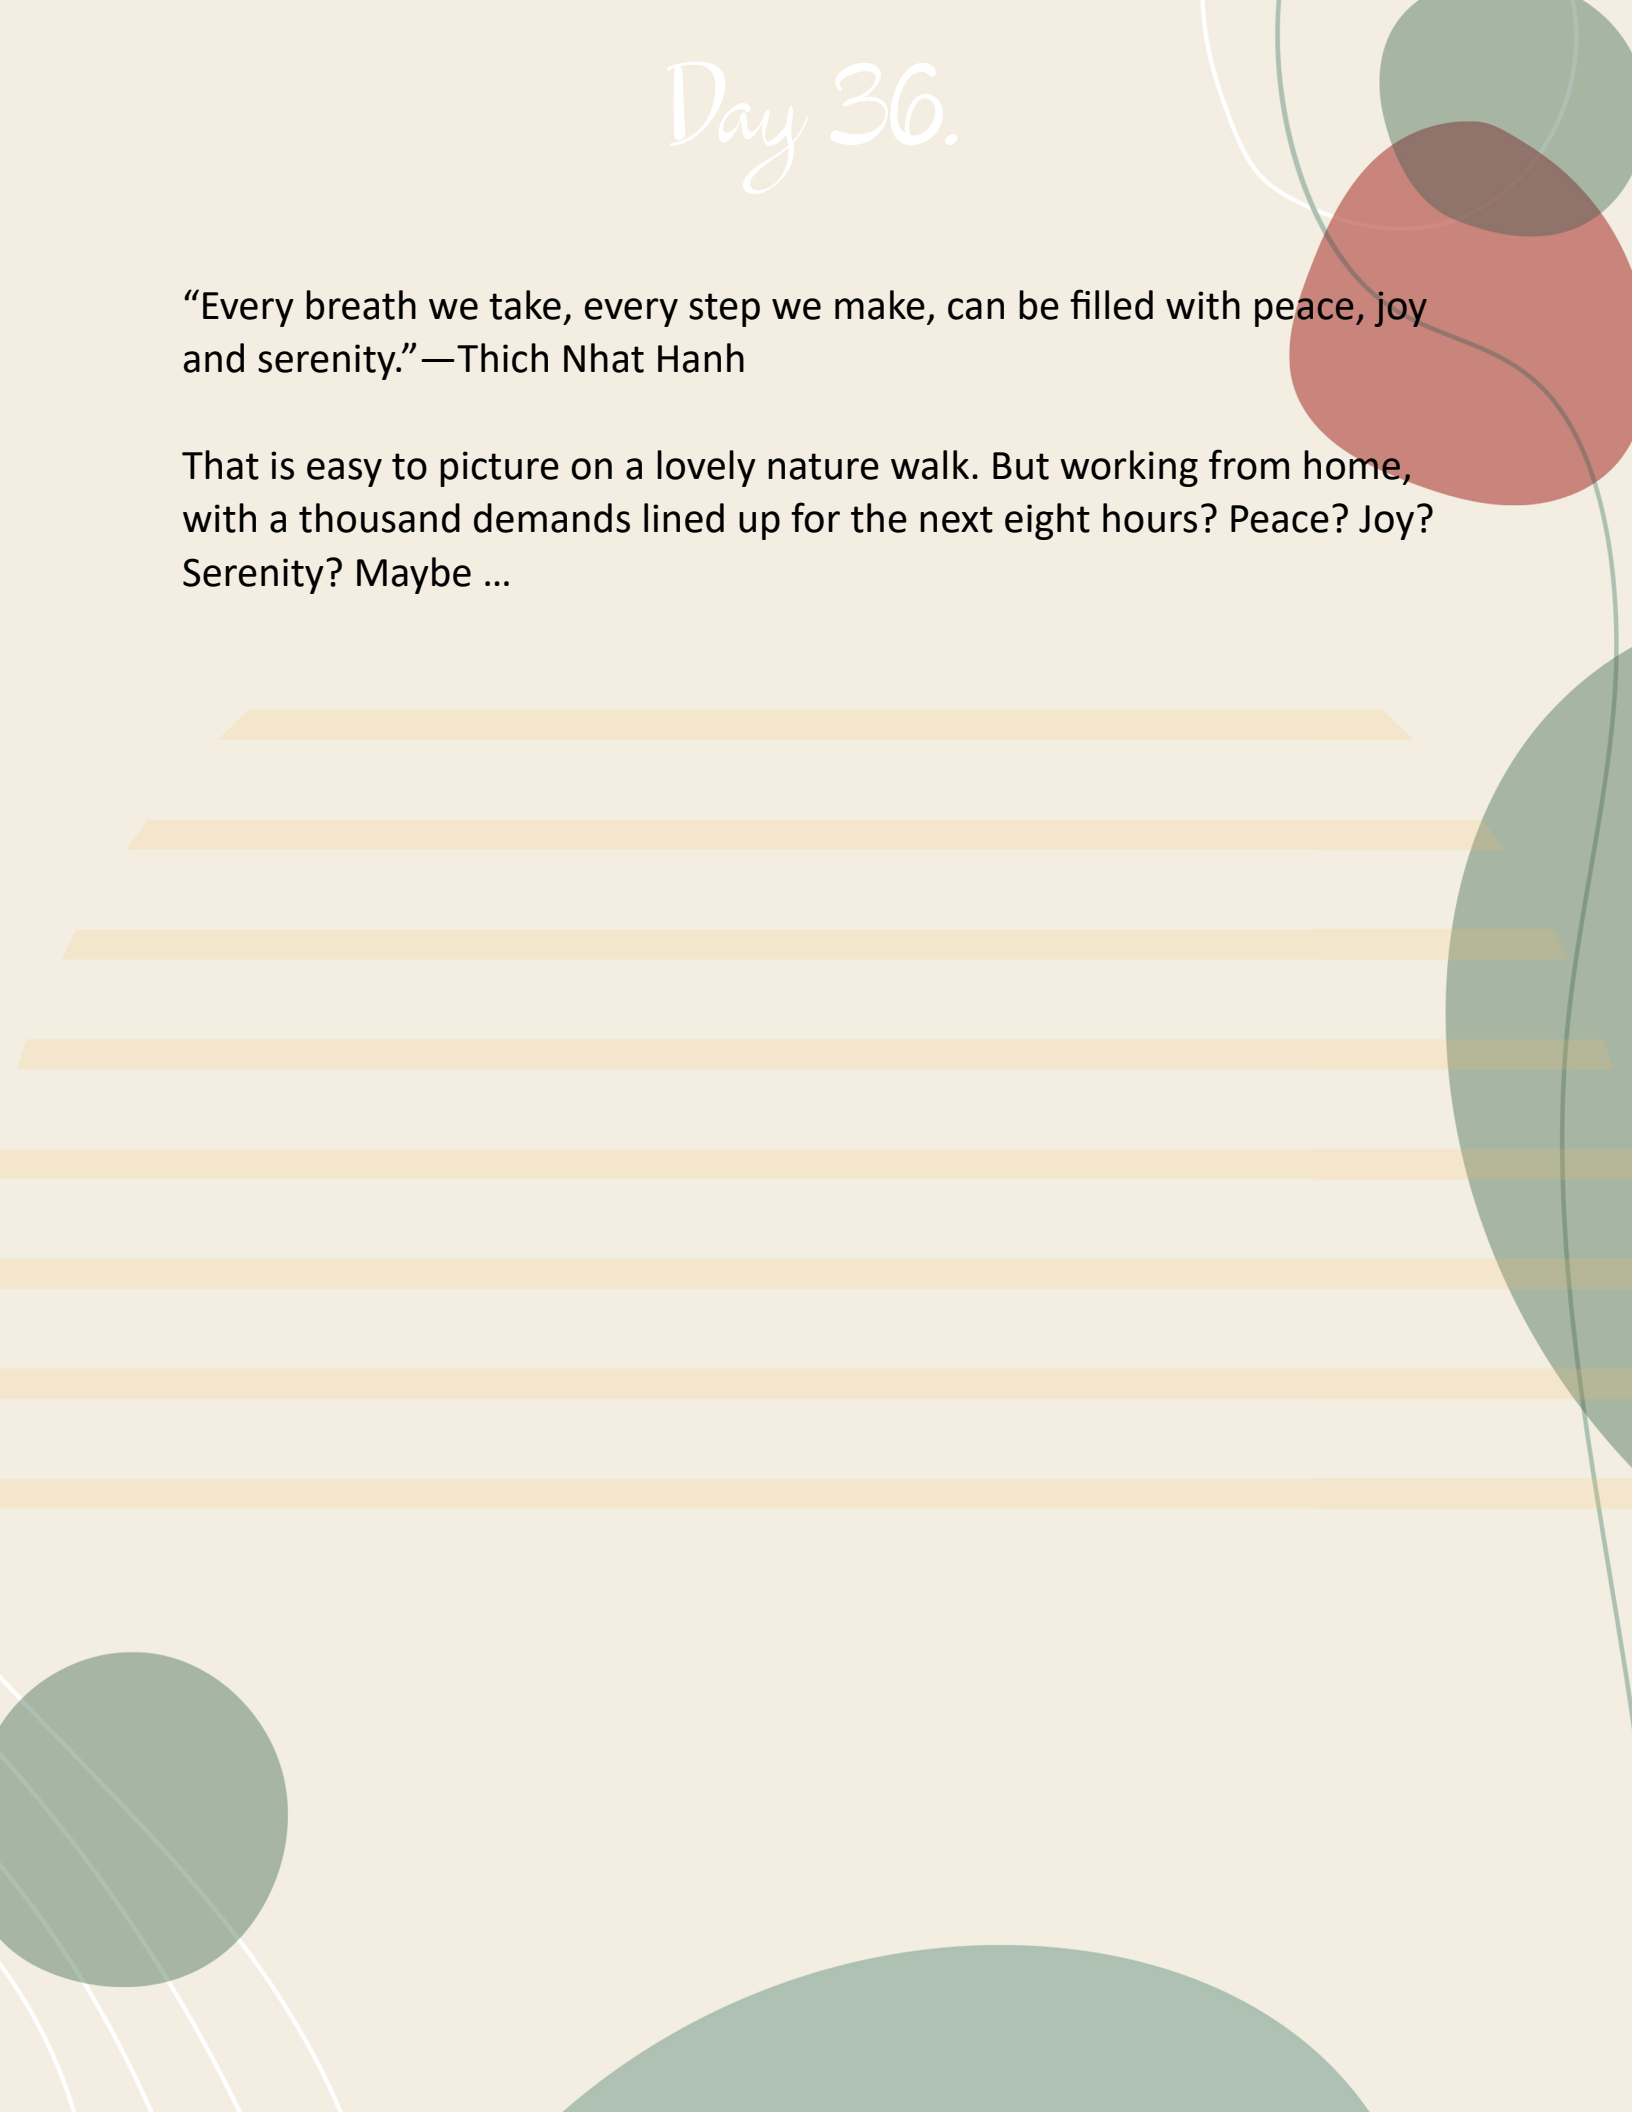 Day 36.
“Every breath we take, every step we make, can be filled with peace, joy
and serenity.”—Thich Nhat Hanh
That is easy to picture on a lovely nature walk. But working from home,
with a thousand demands lined up for the next eight hours? Peace? Joy?
Serenity? Maybe …